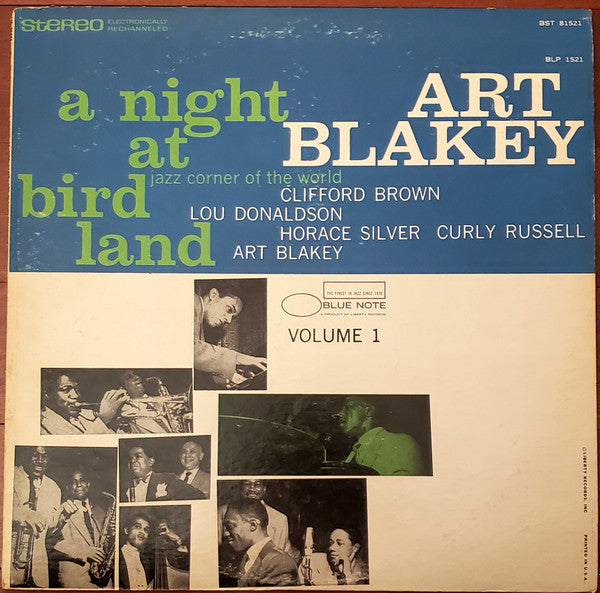 stereo ELECTRONICALLY
RECHANNELED
BST 81521
BLP 1521
a night
at
bird
land
ART
BLAKEY
jazz corner of the world
CLIFFORD BROWN
LOU DONALDSON
HORACE SILVER CURLY RUSSELL
ART BLAKEY
THE FINEST IN JAZZ SINCE 1939
BLUE NOTE
A PRODUCT OF LIBERTY RECORDS
VOLUME 1
© LIBERTY RECORDS, INC
PRINTED IN U.S.A.